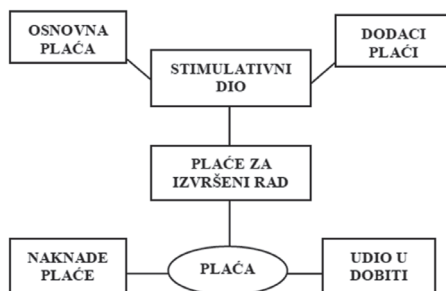 OSNOVNA
PLAĆA
DODACI
PLAĆI
STIMULATIVNI
DIO
PLAĆE ZA
IZVRŠENI RAD
NAKNADE
PLAĆE
PLAĆA
UDIO U
DOBITI